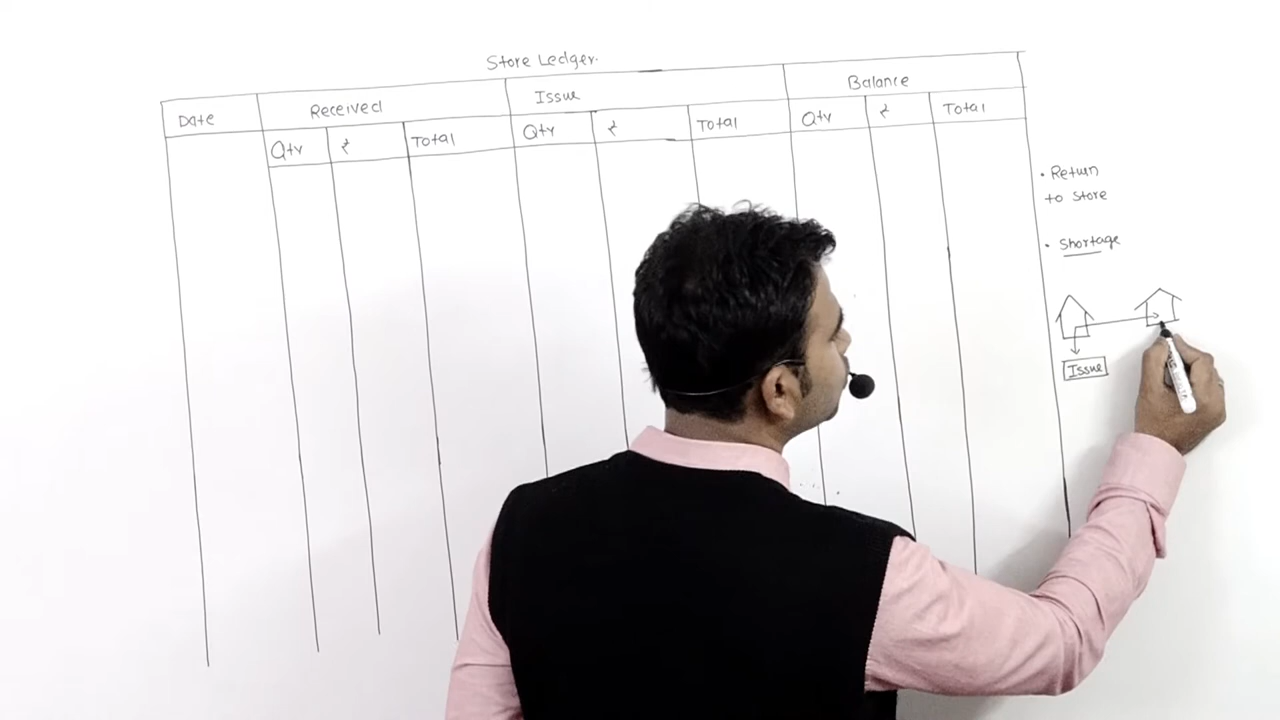 Store Ledger.
Date Received Issue Balance
Qty ₹ Total Qty ₹ Total Qty ₹ Total
• Return
to Store
• Shortage
Issue